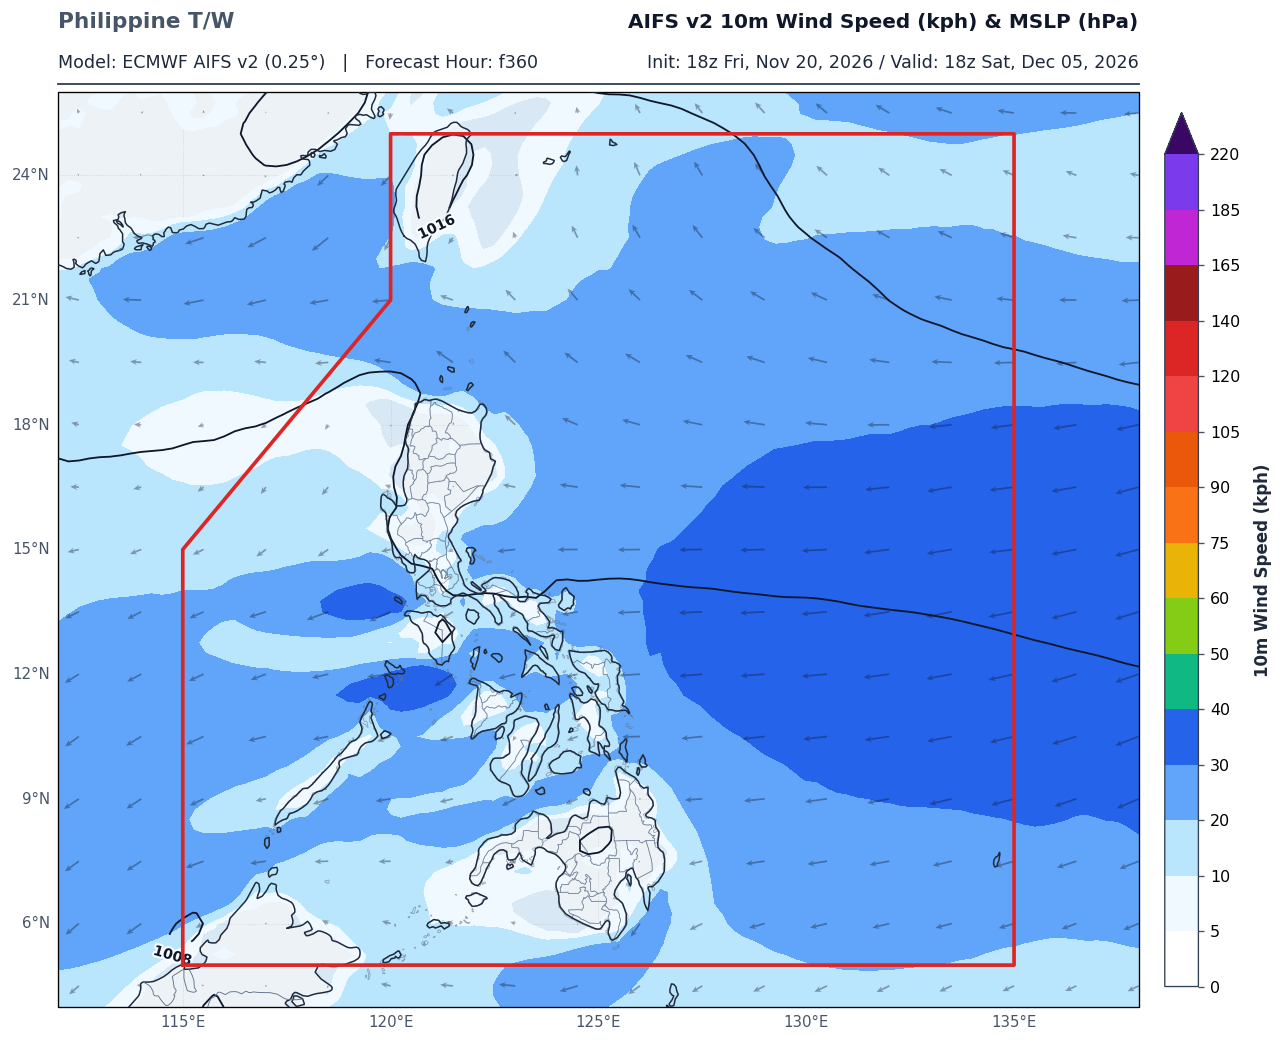 Philippine T/W
AIFS v2 10m Wind Speed (kph) & MSLP (hPa)
Model: ECMWF AIFS v2 (0.25°)   |   Forecast Hour: f360
Init: 18z Fri, Nov 20, 2026 / Valid: 18z Sat, Dec 05, 2026
24°N
21°N
18°N
15°N
12°N
9°N
6°N
1016
1008
115°E
120°E
125°E
130°E
135°E
220
185
165
140
120
105
90
75
60
50
40
30
20
10
5
0
10m Wind Speed (kph)